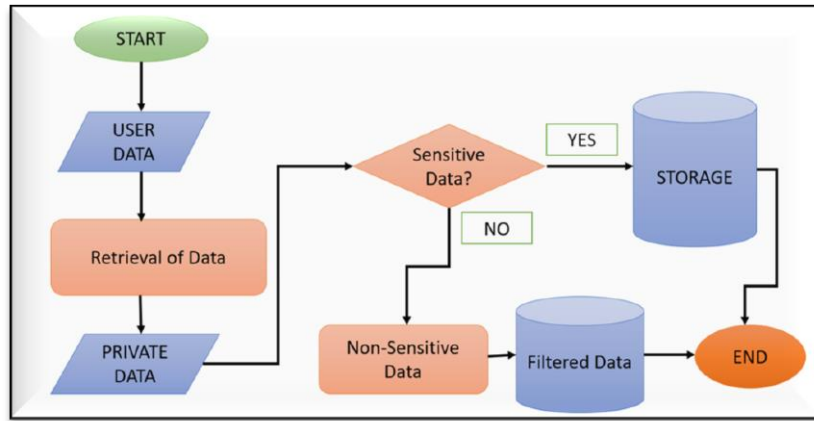 START
USER
DATA
Retrieval of Data
PRIVATE
DATA
Sensitive
Data?
YES
NO
STORAGE
Non-Sensitive
Data
Filtered Data
END